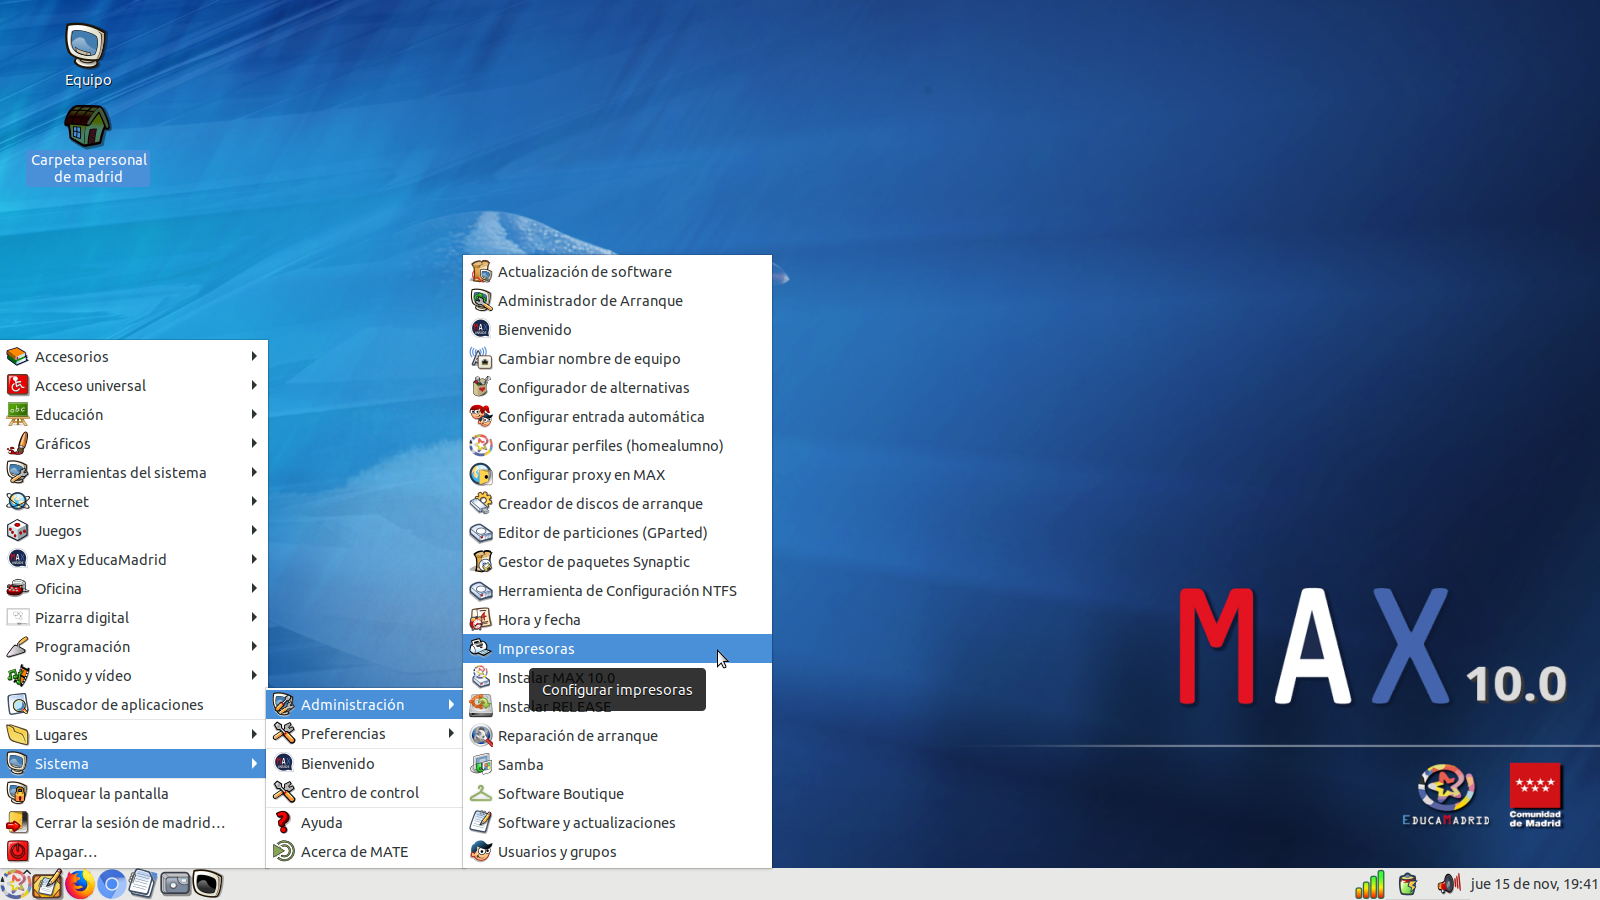 Equipo
Carpeta personal
de madrid
Accesorios
Acceso universal
Educación
Gráficos
Herramientas del sistema
Internet
Juegos
MaX y EducaMadrid
Oficina
Pizarra digital
Programación
Sonido y vídeo
Buscador de aplicaciones
Lugares
Sistema
Bloquear la pantalla
Cerrar la sesión de madrid...
Apagar...
Administración
Preferencias
Bienvenido
Centro de control
Ayuda
Acerca de MATE
Actualización de software
Administrador de Arranque
Bienvenido
Cambiar nombre de equipo
Configurador de alternativas
Configurar entrada automática
Configurar perfiles (homealumno)
Configurar proxy en MAX
Creador de discos de arranque
Editor de particiones (GParted)
Gestor de paquetes Synaptic
Herramienta de Configuración NTFS
Hora y fecha
Impresoras
Instalar MAX 10.0
Configurar impresoras
Instalar RELEASE
Reparación de arranque
Samba
Software Boutique
Software y actualizaciones
Usuarios y grupos
MAX 10.0
EDUCAMADRID
Comunidad
de Madrid
jue 15 de nov, 19:41